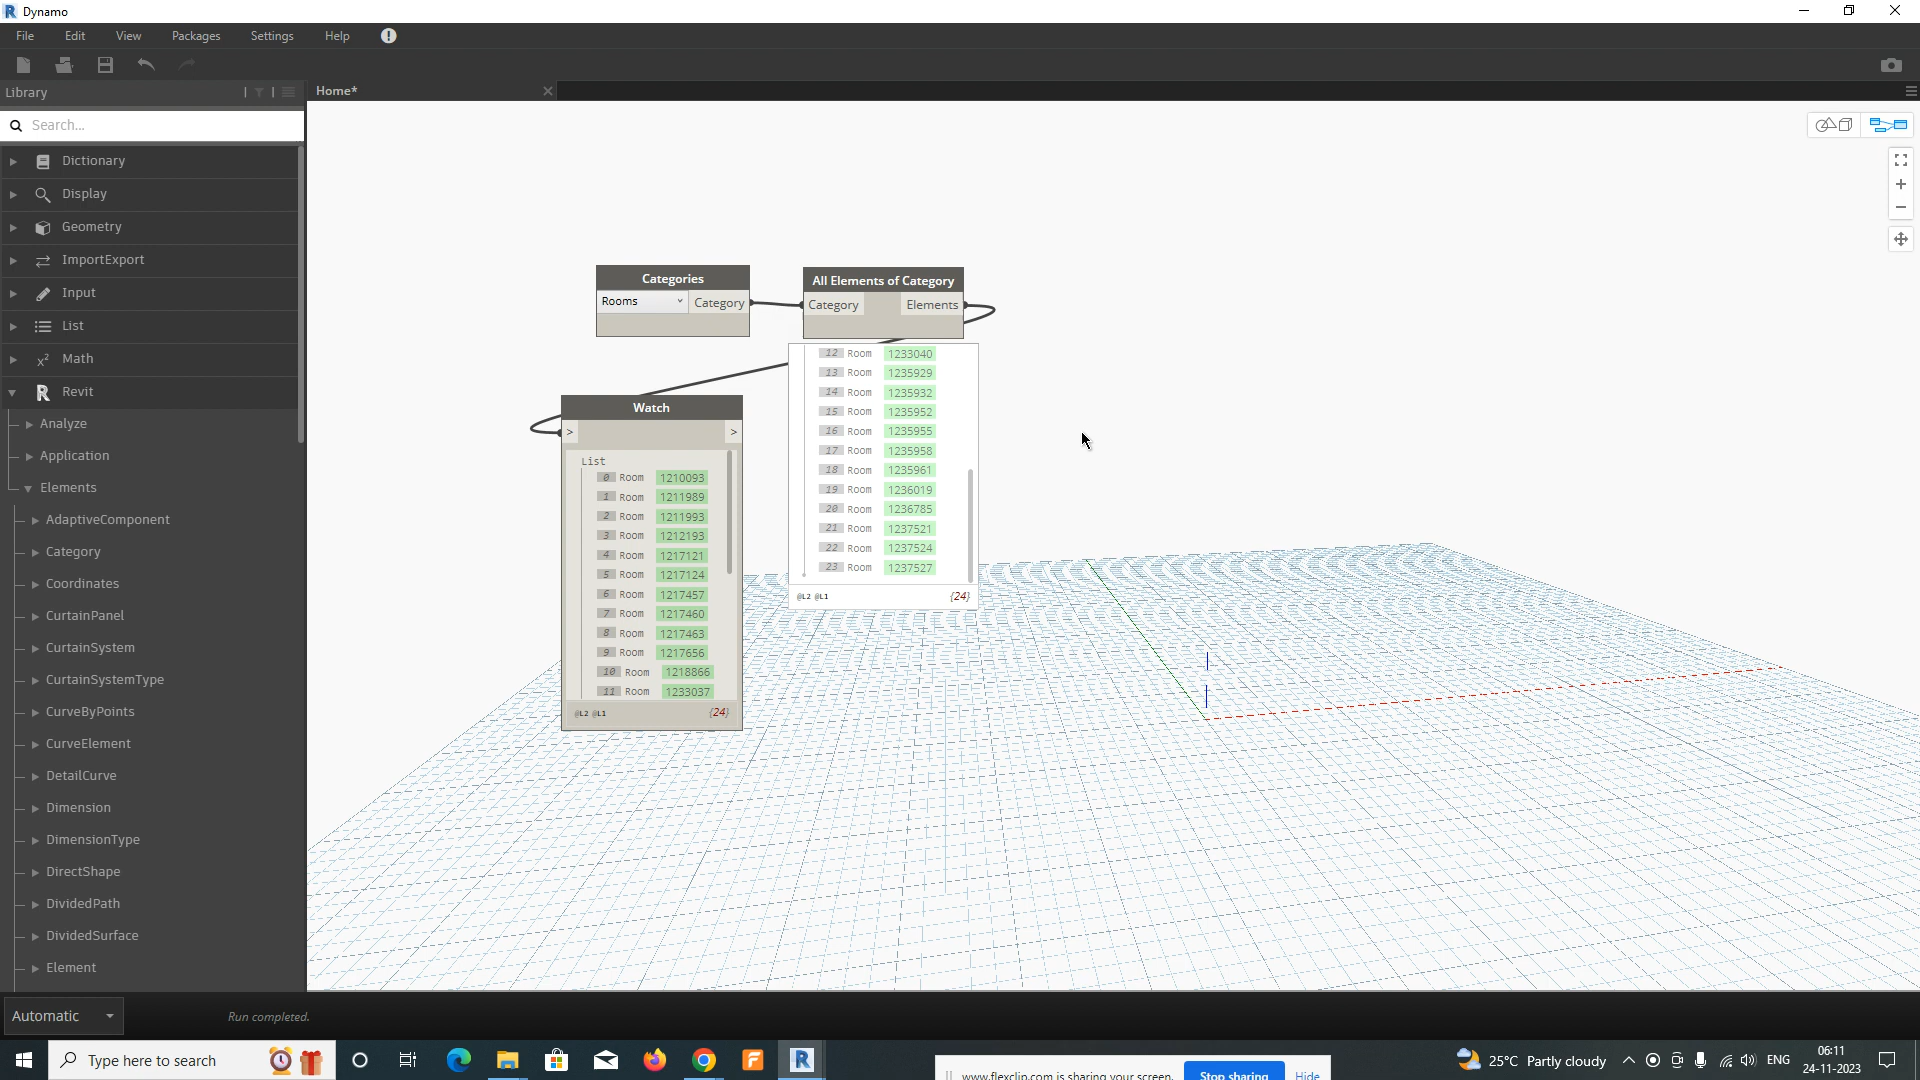 Dynamo
File Edit View Packages Settings Help
Library
Home*
Search...
Dictionary
Display
Geometry
ImportExport
Input
List
Math
Revit
Analyze
Application
Elements
AdaptiveComponent
Category
Coordinates
CurtainPanel
CurtainSystem
CurtainSystemType
CurveByPoints
CurveElement
DetailCurve
Dimension
DimensionType
DirectShape
DividedPath
DividedSurface
Element
Categories
Rooms Category
All Elements of Category
Category Elements
12 Room 1233040
13 Room 1235929
14 Room 1235932
15 Room 1235952
16 Room 1235955
17 Room 1235958
18 Room 1235961
19 Room 1236019
20 Room 1236785
21 Room 1237521
22 Room 1237524
23 Room 1237527
@L2 @L1 {24}
Watch
> >
List
0 Room 1210093
1 Room 1211989
2 Room 1211993
3 Room 1212193
4 Room 1217121
5 Room 1217124
6 Room 1217457
7 Room 1217460
8 Room 1217463
9 Room 1217656
10 Room 1218866
11 Room 1233037
@L2 @L1 {24}
Automatic
Run completed.
Type here to search
www.flexclip.com is sharing your screen. Stop sharing Hide
25°C Partly cloudy
ENG
06:11
24-11-2023